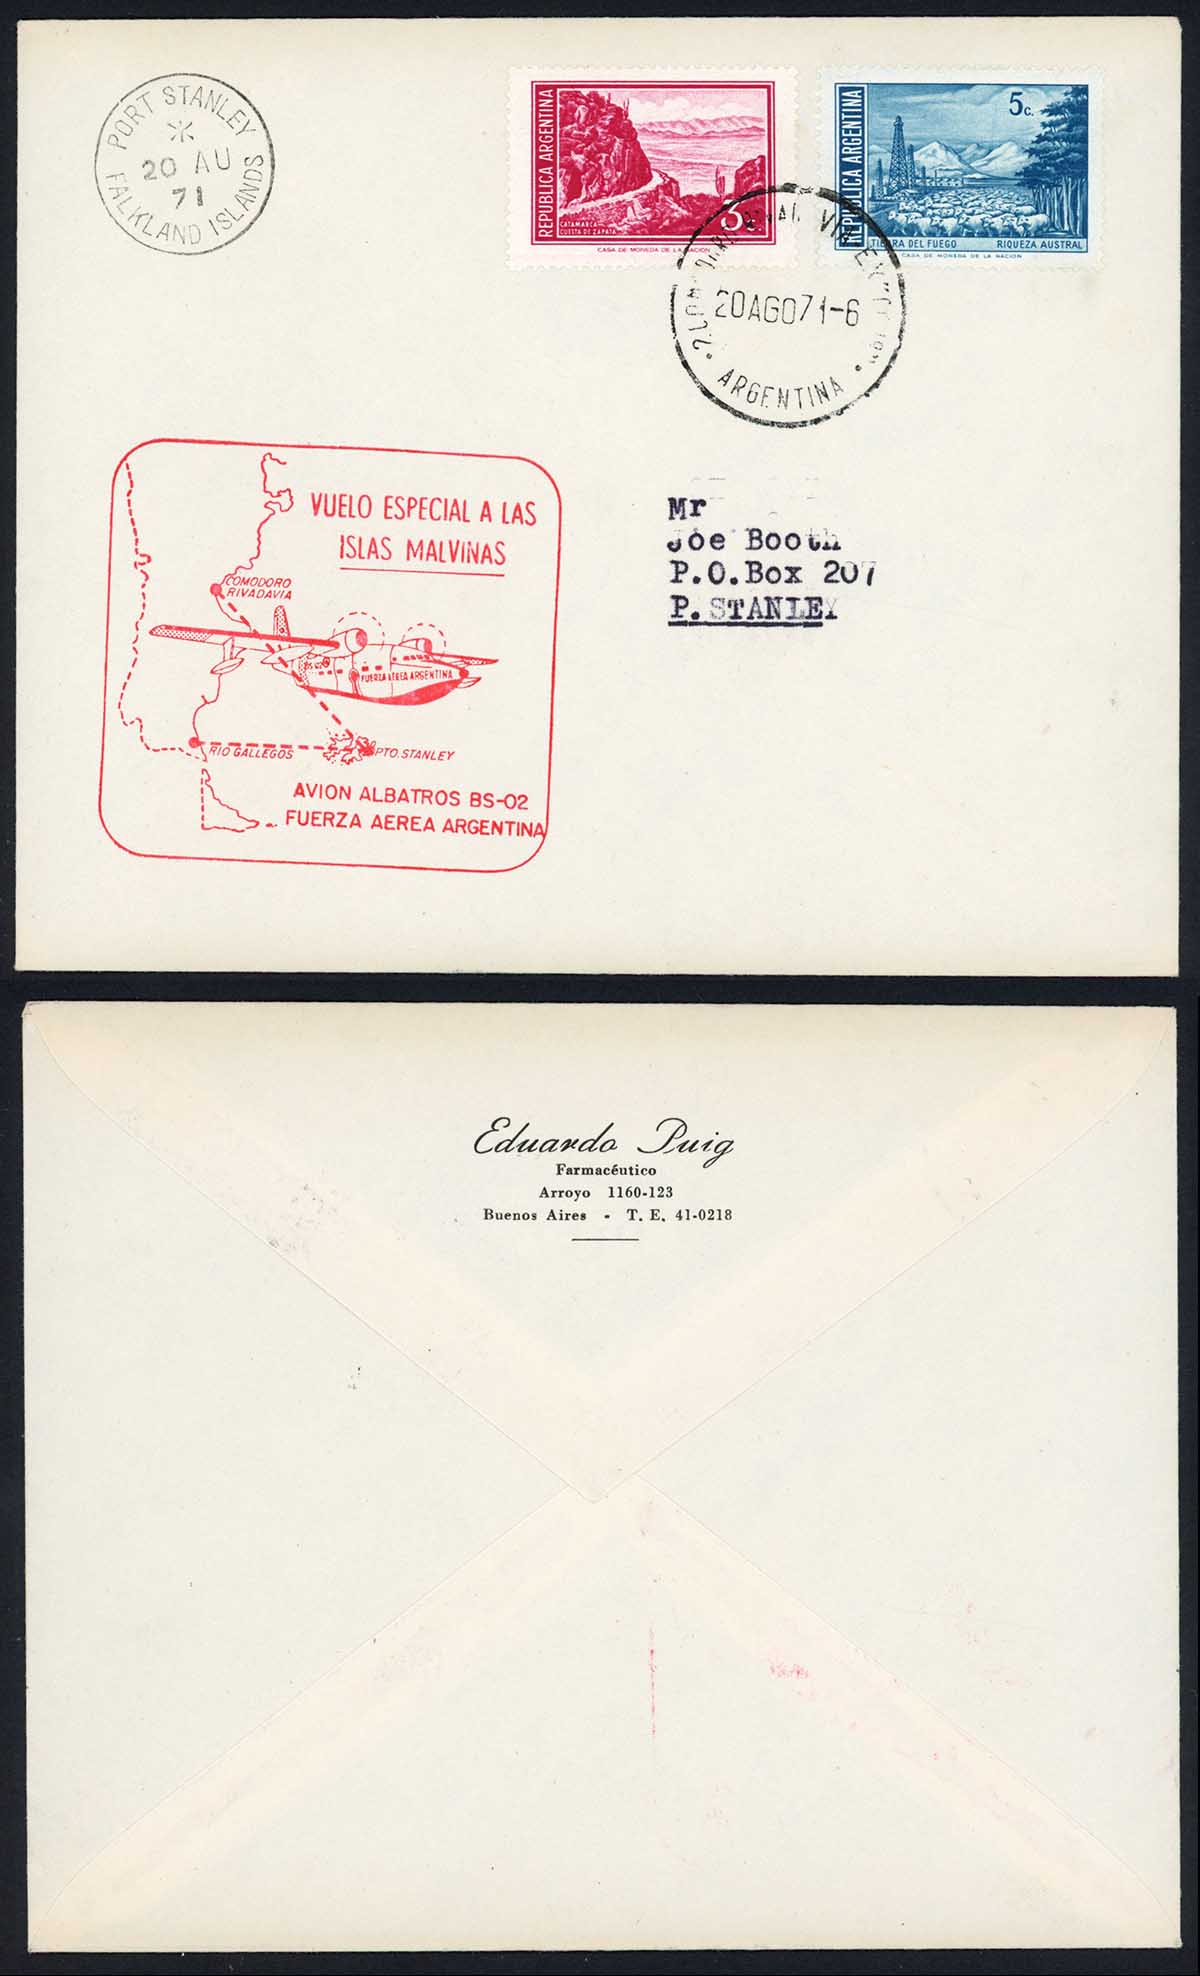 PORT STANLEY
20 AU
71
FALKLAND ISLANDS
REPUBLICA ARGENTINA
CATAMARCA
CUESTA DE ZAPATA
3
CASA DE MONEDA DE LA NACION
REPUBLICA ARGENTINA
5c.
TIERRA DEL FUEGO RIQUEZA AUSTRAL
CASA DE MONEDA DE LA NACION
20AGO71-6
ARGENTINA
VUELO ESPECIAL A LAS
ISLAS MALVINAS
COMODORO
RIVADAVIA
BS-02
FUERZA AEREA ARGENTINA
RIO GALLEGOS
PTO. STANLEY
AVION ALBATROS BS-02
FUERZA AEREA ARGENTINA
Mr
Joe Booth
P.O.Box 207
P. STANLEY
Eduardo Puig
Farmacéutico
Arroyo 1160-123
Buenos Aires - T. E. 41-0218